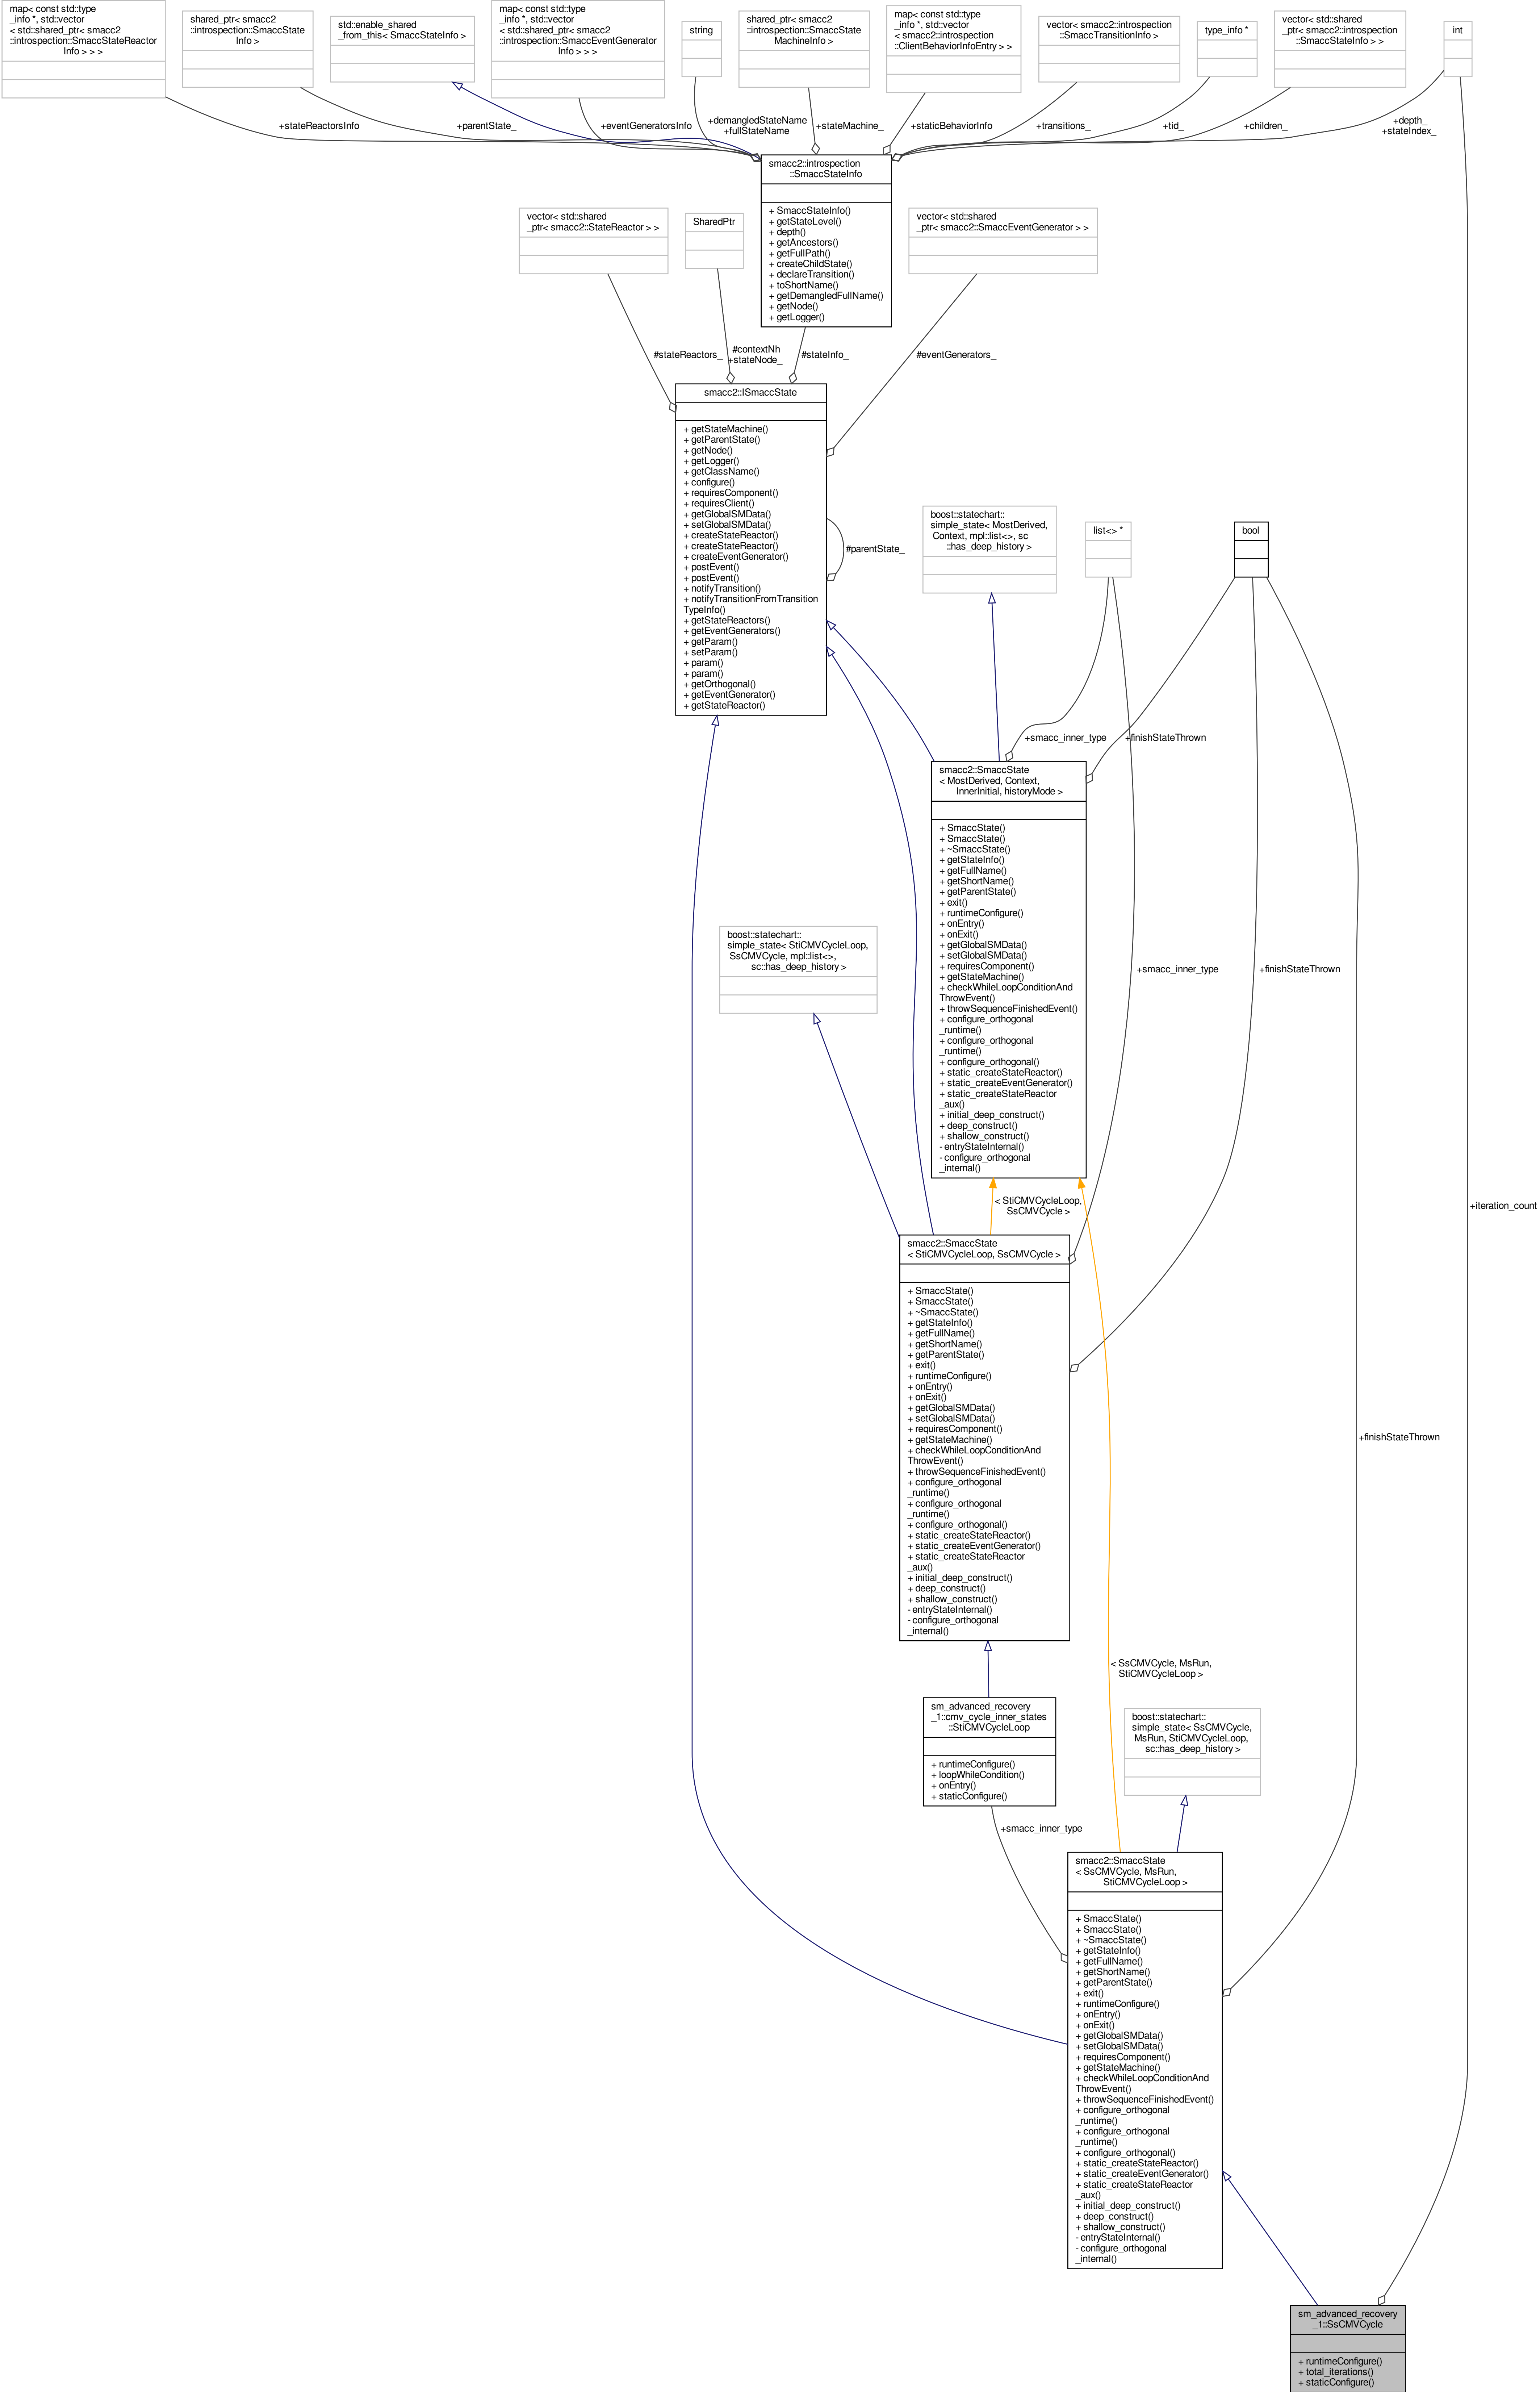 map< const std::type
_info *, std::vector
< std::shared_ptr< smacc2
::introspection::SmaccStateReactor
Info > > >
shared_ptr< smacc2
::introspection::SmaccState
Info >
std::enable_shared
_from_this< SmaccStateInfo >
map< const std::type
_info *, std::vector
< std::shared_ptr< smacc2
::introspection::SmaccEventGenerator
Info > > >
string
shared_ptr< smacc2
::introspection::SmaccState
MachineInfo >
map< const std::type
_info *, std::vector
< smacc2::introspection
::ClientBehaviorInfoEntry > >
vector< smacc2::introspection
::SmaccTransitionInfo >
type_info *
vector< std::shared
_ptr< smacc2::introspection
::SmaccStateInfo > >
int
+stateReactorsInfo
+parentState_
+eventGeneratorsInfo
+demangledStateName
+fullStateName
+stateMachine_
+staticBehaviorInfo
+transitions_
+tid_
+children_
+depth_
+stateIndex_
smacc2::introspection
::SmaccStateInfo
+ SmaccStateInfo()
+ getStateLevel()
+ depth()
+ getAncestors()
+ getFullPath()
+ createChildState()
+ declareTransition()
+ toShortName()
+ getDemangledFullName()
+ getNode()
+ getLogger()
vector< std::shared
_ptr< smacc2::StateReactor > >
SharedPtr
vector< std::shared
_ptr< smacc2::SmaccEventGenerator > >
#stateReactors_
#contextNh
+stateNode_
#stateInfo_
#eventGenerators_
smacc2::ISmaccState
+ getStateMachine()
+ getParentState()
+ getNode()
+ getLogger()
+ getClassName()
+ configure()
+ requiresComponent()
+ requiresClient()
+ getGlobalSMData()
+ setGlobalSMData()
+ createStateReactor()
+ createStateReactor()
+ createEventGenerator()
+ postEvent()
+ postEvent()
+ notifyTransition()
+ notifyTransitionFromTransition
TypeInfo()
+ getStateReactors()
+ getEventGenerators()
+ getParam()
+ setParam()
+ param()
+ param()
+ getOrthogonal()
+ getEventGenerator()
+ getStateReactor()
#parentState_
boost::statechart::
simple_state< MostDerived,
Context, mpl::list<>, sc
::has_deep_history >
list<> *
bool
+smacc_inner_type
+finishStateThrown
smacc2::SmaccState
< MostDerived, Context,
InnerInitial, historyMode >
+ SmaccState()
+ SmaccState()
+ ~SmaccState()
+ getStateInfo()
+ getFullName()
+ getShortName()
+ getParentState()
+ exit()
+ runtimeConfigure()
+ onEntry()
+ onExit()
+ getGlobalSMData()
+ setGlobalSMData()
+ requiresComponent()
+ getStateMachine()
+ checkWhileLoopConditionAnd
ThrowEvent()
+ throwSequenceFinishedEvent()
+ configure_orthogonal
_runtime()
+ configure_orthogonal
_runtime()
+ configure_orthogonal()
+ static_createStateReactor()
+ static_createEventGenerator()
+ static_createStateReactor
_aux()
+ initial_deep_construct()
+ deep_construct()
+ shallow_construct()
- entryStateInternal()
- configure_orthogonal
_internal()
boost::statechart::
simple_state< StiCMVCycleLoop,
SsCMVCycle, mpl::list<>,
sc::has_deep_history >
+smacc_inner_type
+finishStateThrown
< StiCMVCycleLoop,
SsCMVCycle >
+iteration_count
smacc2::SmaccState
< StiCMVCycleLoop, SsCMVCycle >
+ SmaccState()
+ SmaccState()
+ ~SmaccState()
+ getStateInfo()
+ getFullName()
+ getShortName()
+ getParentState()
+ exit()
+ runtimeConfigure()
+ onEntry()
+ onExit()
+ getGlobalSMData()
+ setGlobalSMData()
+ requiresComponent()
+ getStateMachine()
+ checkWhileLoopConditionAnd
ThrowEvent()
+ throwSequenceFinishedEvent()
+ configure_orthogonal
_runtime()
+ configure_orthogonal
_runtime()
+ configure_orthogonal()
+ static_createStateReactor()
+ static_createEventGenerator()
+ static_createStateReactor
_aux()
+ initial_deep_construct()
+ deep_construct()
+ shallow_construct()
- entryStateInternal()
- configure_orthogonal
_internal()
+finishStateThrown
< SsCMVCycle, MsRun,
StiCMVCycleLoop >
sm_advanced_recovery
_1::cmv_cycle_inner_states
::StiCMVCycleLoop
+ runtimeConfigure()
+ loopWhileCondition()
+ onEntry()
+ staticConfigure()
boost::statechart::
simple_state< SsCMVCycle,
MsRun, StiCMVCycleLoop,
sc::has_deep_history >
+smacc_inner_type
smacc2::SmaccState
< SsCMVCycle, MsRun,
StiCMVCycleLoop >
+ SmaccState()
+ SmaccState()
+ ~SmaccState()
+ getStateInfo()
+ getFullName()
+ getShortName()
+ getParentState()
+ exit()
+ runtimeConfigure()
+ onEntry()
+ onExit()
+ getGlobalSMData()
+ setGlobalSMData()
+ requiresComponent()
+ getStateMachine()
+ checkWhileLoopConditionAnd
ThrowEvent()
+ throwSequenceFinishedEvent()
+ configure_orthogonal
_runtime()
+ configure_orthogonal
_runtime()
+ configure_orthogonal()
+ static_createStateReactor()
+ static_createEventGenerator()
+ static_createStateReactor
_aux()
+ initial_deep_construct()
+ deep_construct()
+ shallow_construct()
- entryStateInternal()
- configure_orthogonal
_internal()
sm_advanced_recovery
_1::SsCMVCycle
+ runtimeConfigure()
+ total_iterations()
+ staticConfigure()